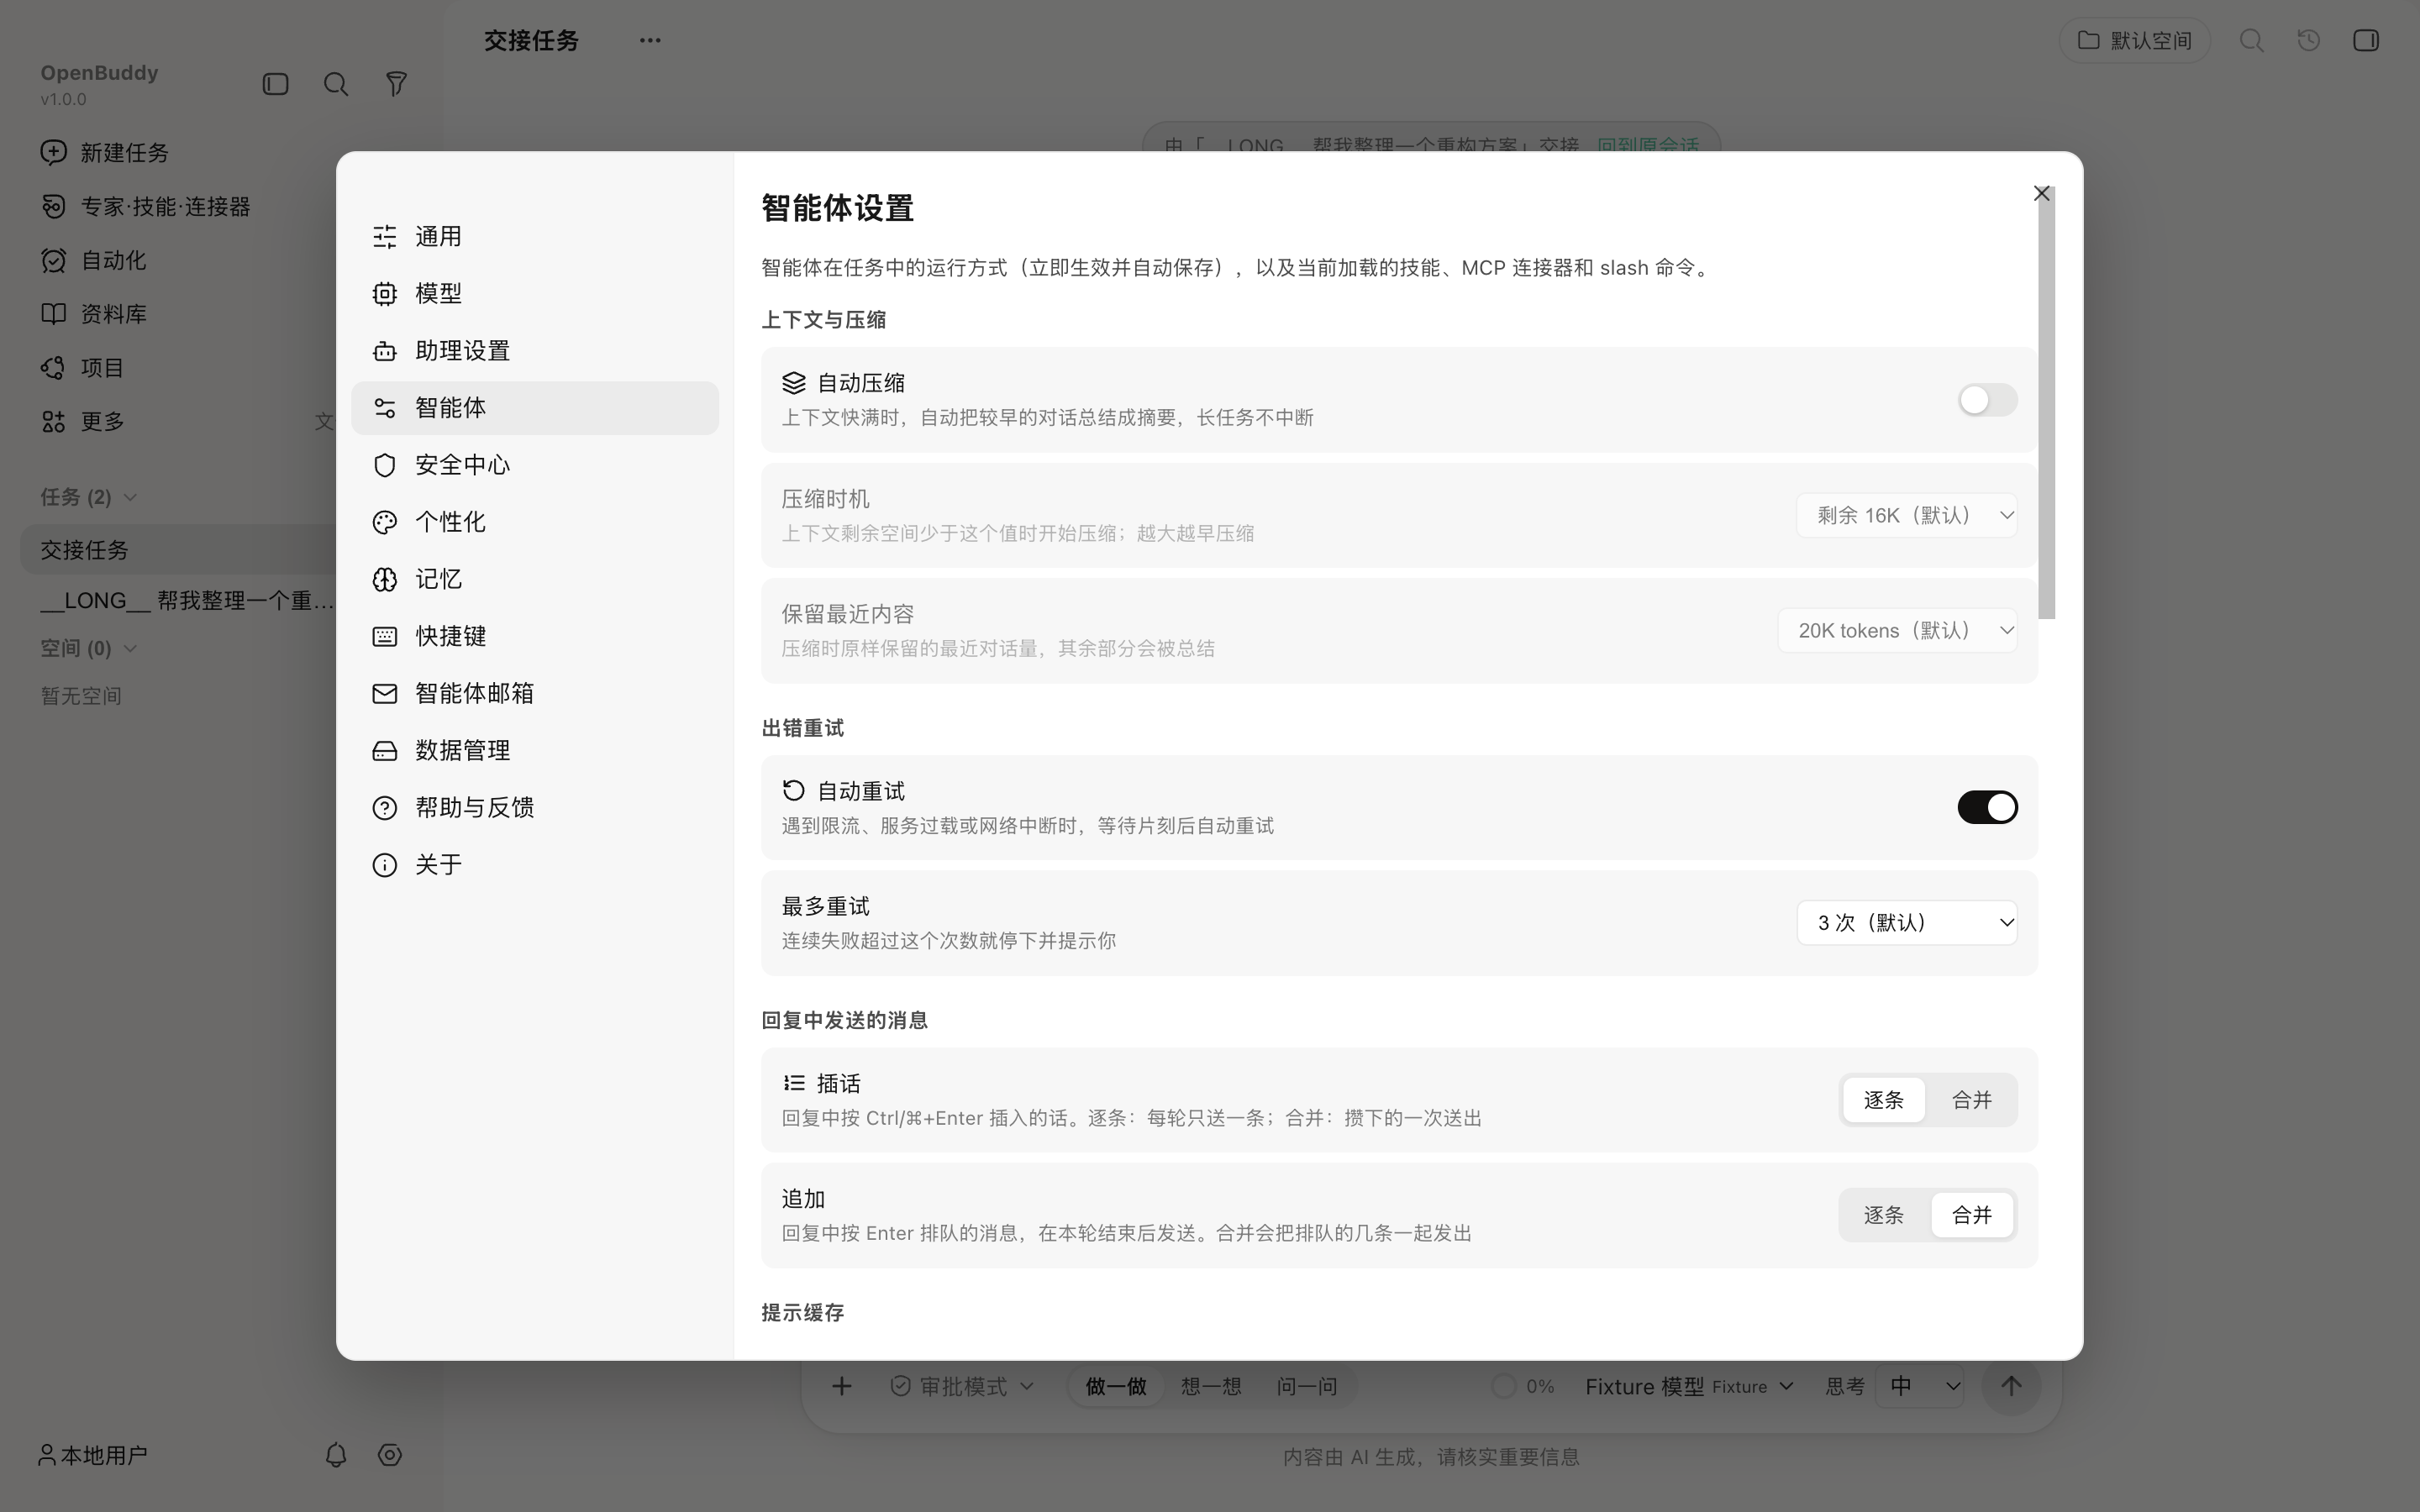 OpenBuddy
v1.0.0
新建任务
专家·技能·连接器
自动化
资料库
项目
更多
文
任务 (2)
交接任务
__LONG__ 帮我整理一个重…
空间 (0)
暂无空间
本地用户
交接任务
默认空间
由「__LONG__ 帮我整理一个重构方案」交接 回到原会话
通用
模型
助理设置
智能体
安全中心
个性化
记忆
快捷键
智能体邮箱
数据管理
帮助与反馈
关于
智能体设置
智能体在任务中的运行方式（立即生效并自动保存），以及当前加载的技能、MCP 连接器和 slash 命令。
上下文与压缩
自动压缩
上下文快满时，自动把较早的对话总结成摘要，长任务不中断
压缩时机
上下文剩余空间少于这个值时开始压缩；越大越早压缩
剩余 16K（默认）
保留最近内容
压缩时原样保留的最近对话量，其余部分会被总结
20K tokens（默认）
出错重试
自动重试
遇到限流、服务过载或网络中断时，等待片刻后自动重试
最多重试
连续失败超过这个次数就停下并提示你
3 次（默认）
回复中发送的消息
插话
回复中按 Ctrl/⌘+Enter 插入的话。逐条：每轮只送一条；合并：攒下的一次送出
逐条 合并
追加
回复中按 Enter 排队的消息，在本轮结束后发送。合并会把排队的几条一起发出
逐条 合并
提示缓存
审批模式 做一做 想一想 问一问 0% Fixture 模型 Fixture 思考 中
内容由 AI 生成，请核实重要信息